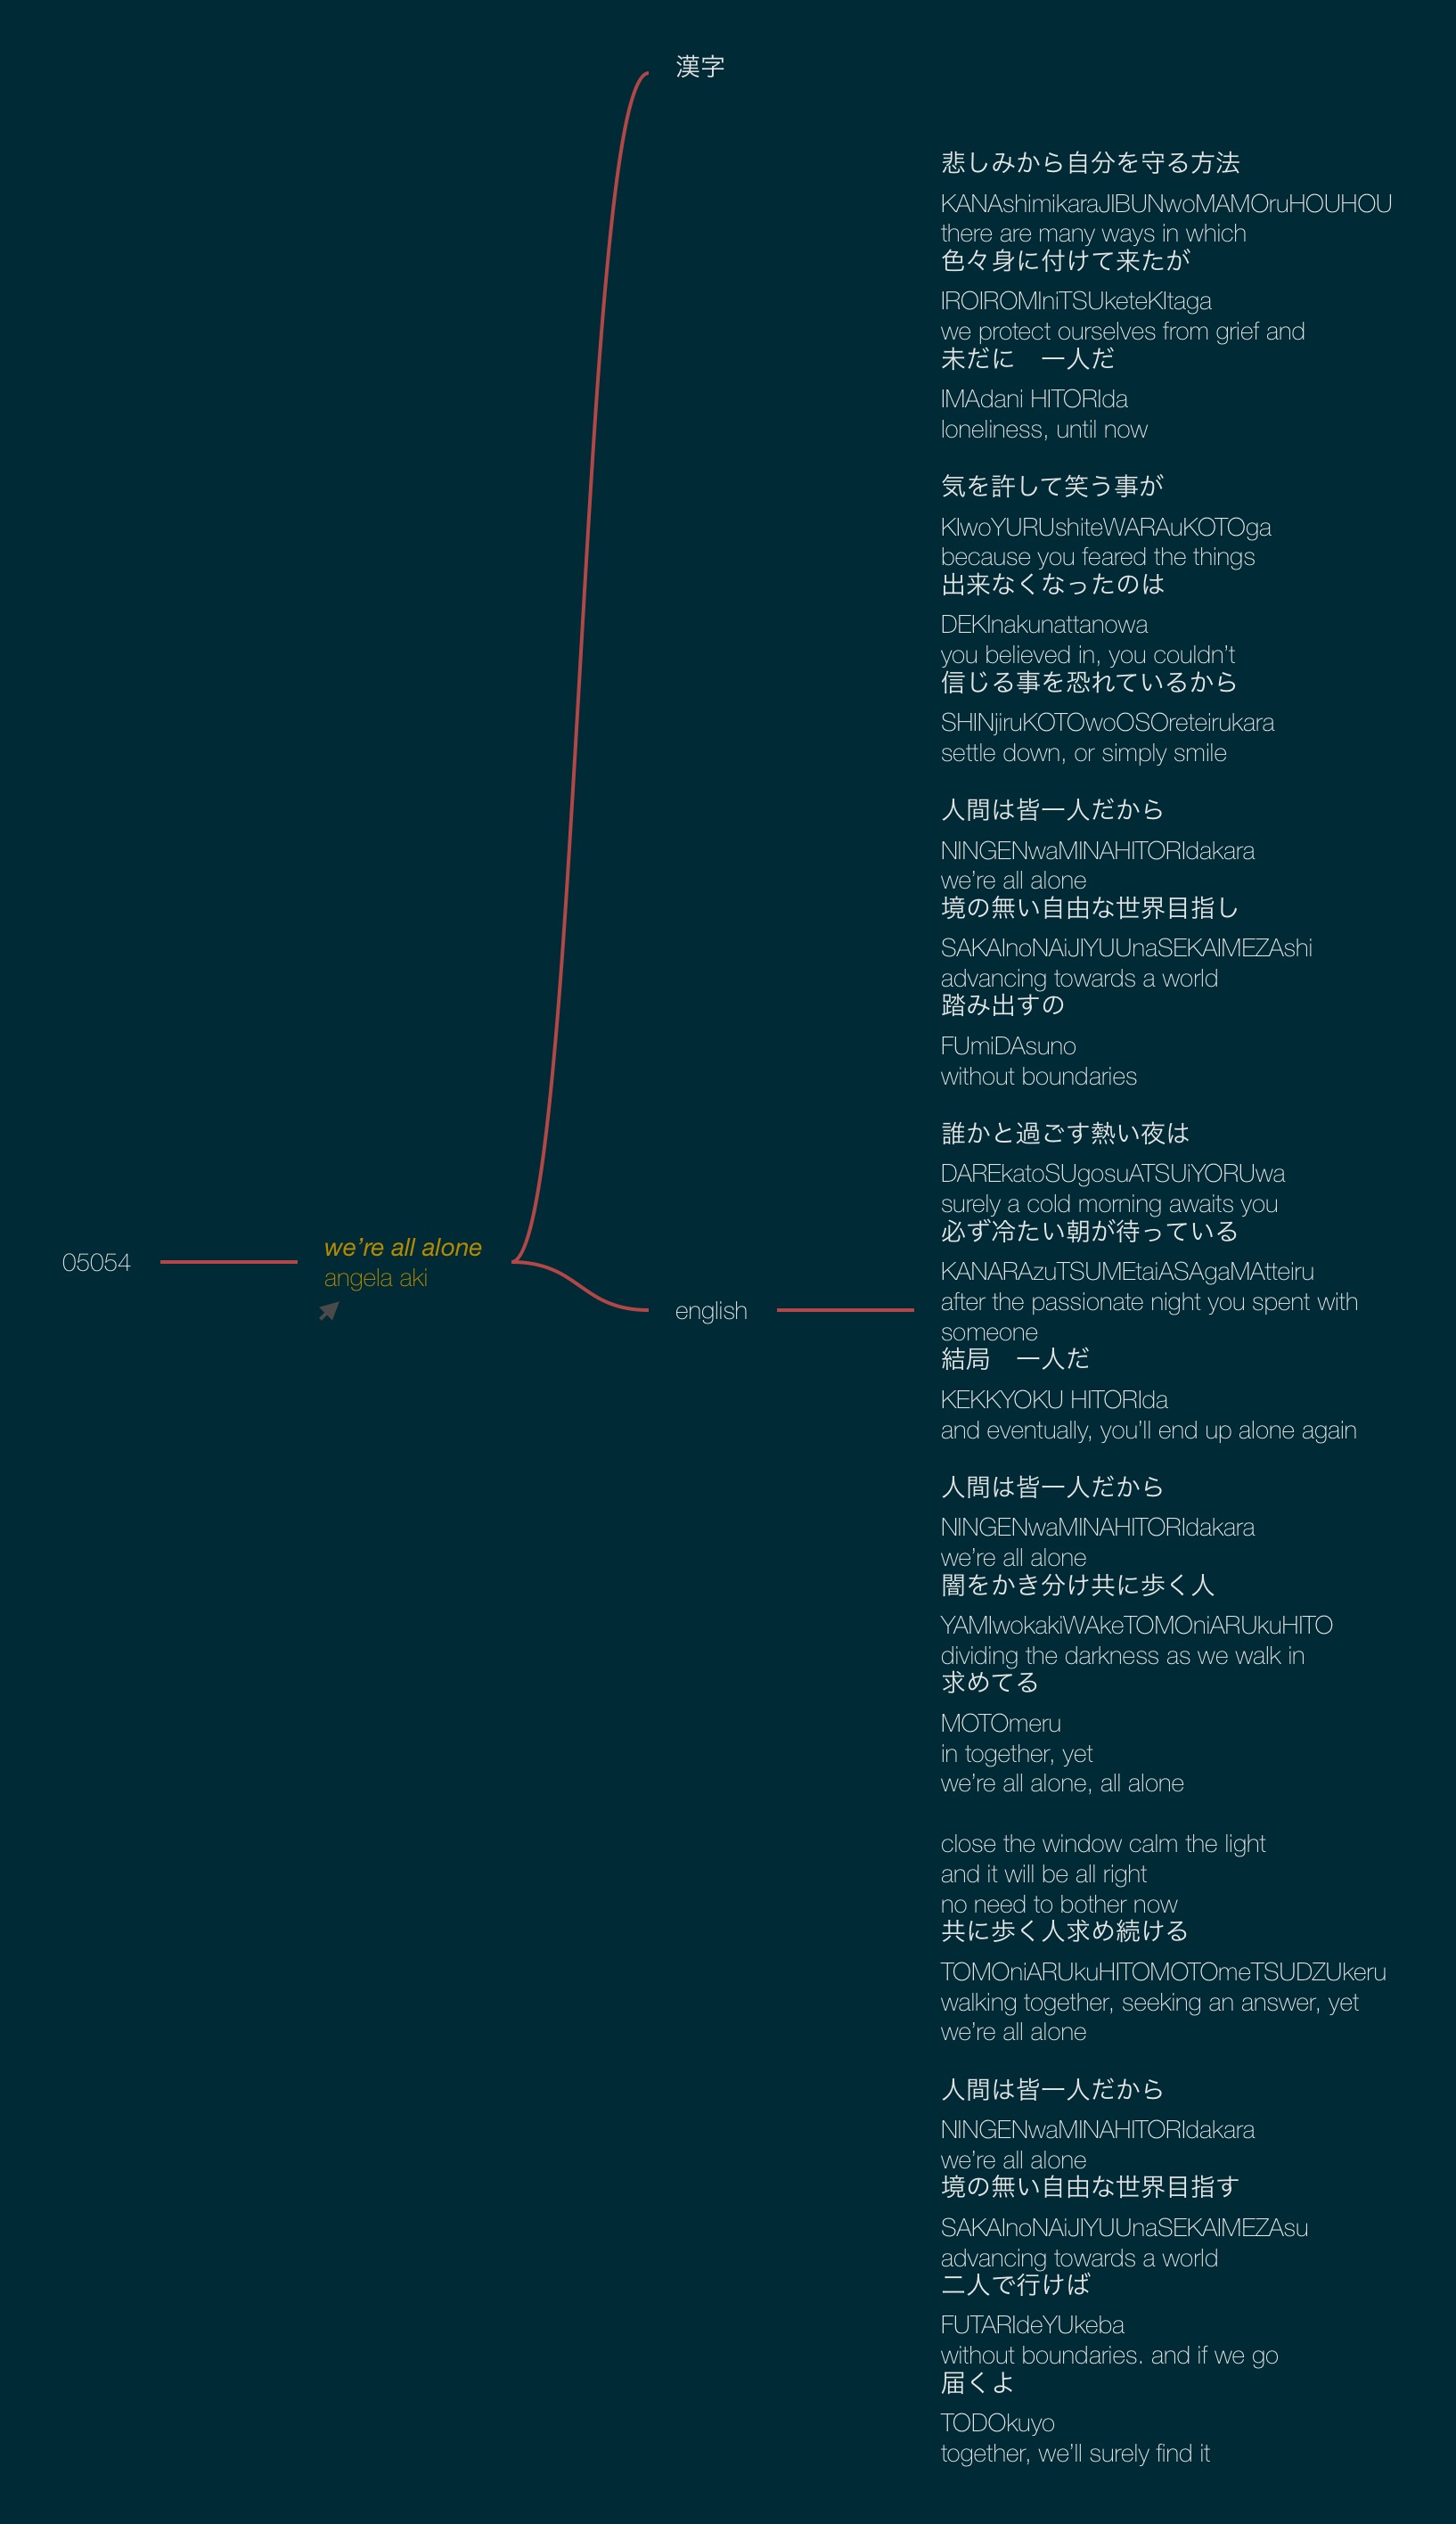 漢字
悲しみから自分を守る方法
KANAshimikaraJIBUNwoMAMOruHOUHOU
there are many ways in which
色々身に付けて来たが
IROIROMIniTSUketeKItaga
we protect ourselves from grief and
未だに　一人だ
IMAdani HITORIda
loneliness, until now
気を許して笑う事が
KIwoYURUshiteWARAuKOTOga
because you feared the things
出来なくなったのは
DEKInakunattanowa
you believed in, you couldn’t
信じる事を恐れているから
SHINjiruKOTOwoOSOreteirukara
settle down, or simply smile
人間は皆一人だから
NINGENwaMINAHITORIdakara
we’re all alone
境の無い自由な世界目指し
SAKAInoNAiJIYUUnaSEKAIMEZAshi
advancing towards a world
踏み出すの
FUmiDAsuno
without boundaries
誰かと過ごす熱い夜は
DAREkatoSUgosuATSUiYORUwa
surely a cold morning awaits you
必ず冷たい朝が待っている
KANARAzuTSUMEtaiASAgaMAtteiru
after the passionate night you spent with
someone
結局　一人だ
KEKKYOKU HITORIda
and eventually, you’ll end up alone again
人間は皆一人だから
NINGENwaMINAHITORIdakara
we’re all alone
闇をかき分け共に歩く人
YAMIwokakiWAkeTOMOniARUkuHITO
dividing the darkness as we walk in
求めてる
MOTOmeru
in together, yet
we’re all alone, all alone
close the window calm the light
and it will be all right
no need to bother now
共に歩く人求め続ける
TOMOniARUkuHITOMOTOmeTSUDZUkeru
walking together, seeking an answer, yet
we’re all alone
人間は皆一人だから
NINGENwaMINAHITORIdakara
we’re all alone
境の無い自由な世界目指す
SAKAInoNAiJIYUUnaSEKAIMEZAsu
advancing towards a world
二人で行けば
FUTARIdeYUkeba
without boundaries. and if we go
届くよ
TODOkuyo
together, we’ll surely find it
05054
we’re all alone
angela aki
english